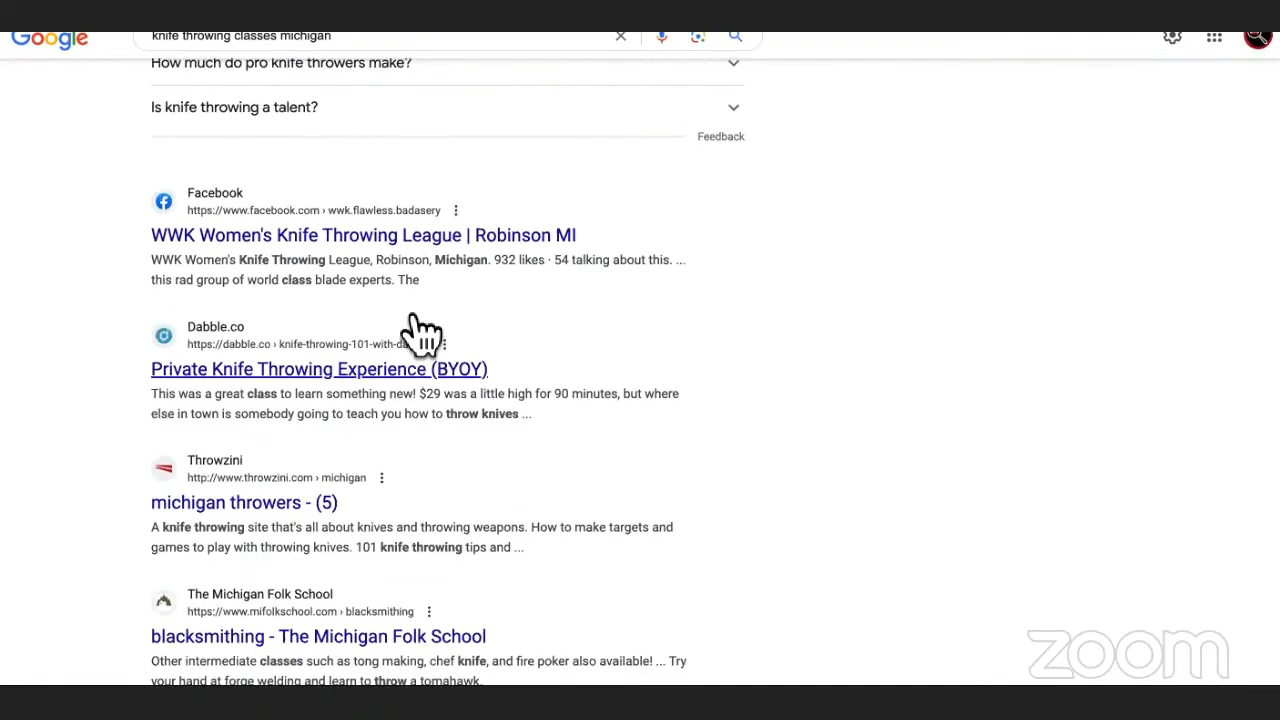 Google
knife throwing classes michigan
How much do pro knife throwers make?
Is knife throwing a talent?
Feedback
Facebook
https://www.facebook.com › wwk.flawless.badasery
WWK Women's Knife Throwing League | Robinson MI
WWK Women's Knife Throwing League, Robinson, Michigan. 932 likes · 54 talking about this. ...
this rad group of world class blade experts. The
Dabble.co
https://dabble.co › knife-throwing-101-with-da
Private Knife Throwing Experience (BYOY)
This was a great class to learn something new! $29 was a little high for 90 minutes, but where
else in town is somebody going to teach you how to throw knives ...
Throwzini
http://www.throwzini.com › michigan
michigan throwers - (5)
A knife throwing site that's all about knives and throwing weapons. How to make targets and
games to play with throwing knives. 101 knife throwing tips and ...
The Michigan Folk School
https://www.mifolkschool.com › blacksmithing
blacksmithing - The Michigan Folk School
Other intermediate classes such as tong making, chef knife, and fire poker also available! ... Try
your hand at forge welding and learn to throw a tomahawk.
zoom